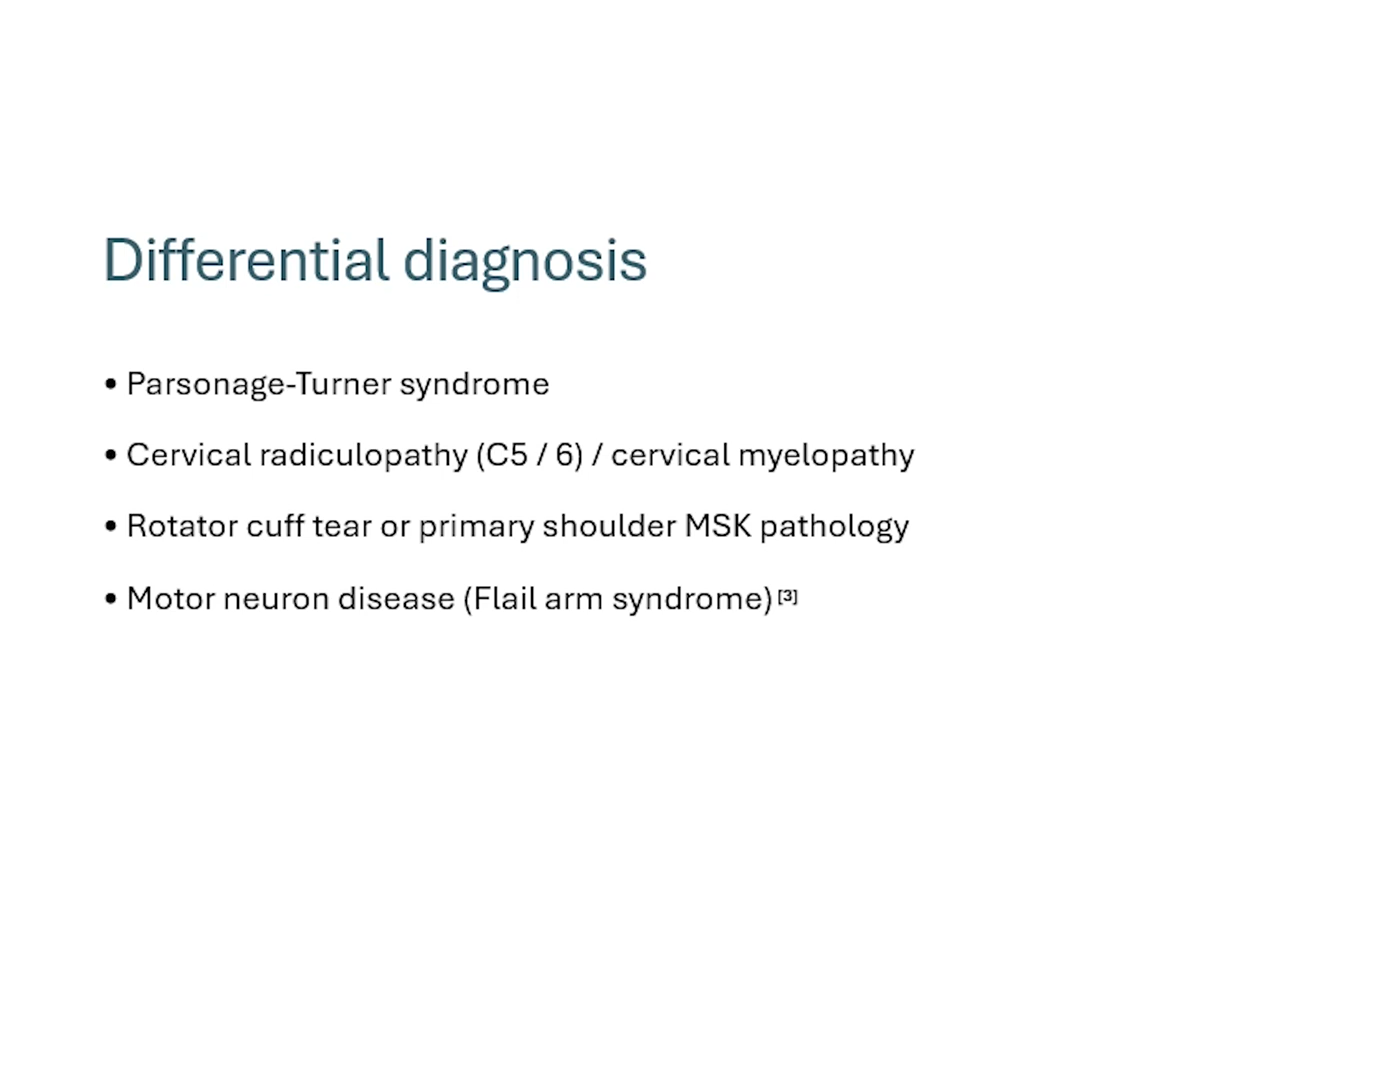 Differential diagnosis
• Parsonage-Turner syndrome
• Cervical radiculopathy (C5 / 6) / cervical myelopathy
• Rotator cuff tear or primary shoulder MSK pathology
• Motor neuron disease (Flail arm syndrome) [3]